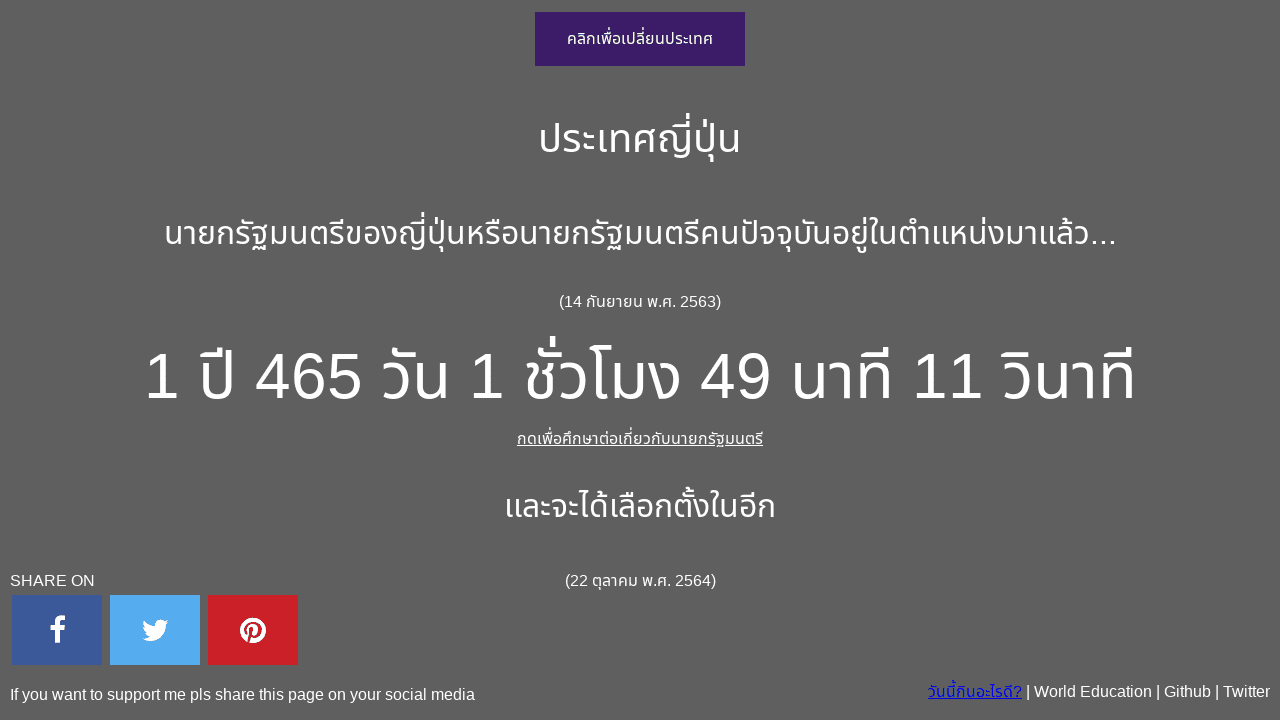 คลิกเพื่อเปลี่ยนประเทศ
ประเทศญี่ปุ่น
นายกรัฐมนตรีของญี่ปุ่นหรือนายกรัฐมนตรีคนปัจจุบันอยู่ในตำแหน่งมาแล้ว...
(14 กันยายน พ.ศ. 2563)
1 ปี 465 วัน 1 ชั่วโมง 49 นาที 11 วินาที
กดเพื่อศึกษาต่อเกี่ยวกับนายกรัฐมนตรี
และจะได้เลือกตั้งในอีก
(22 ตุลาคม พ.ศ. 2564)
SHARE ON
If you want to support me pls share this page on your social media
วันนี้กินอะไรดี? | World Education | Github | Twitter